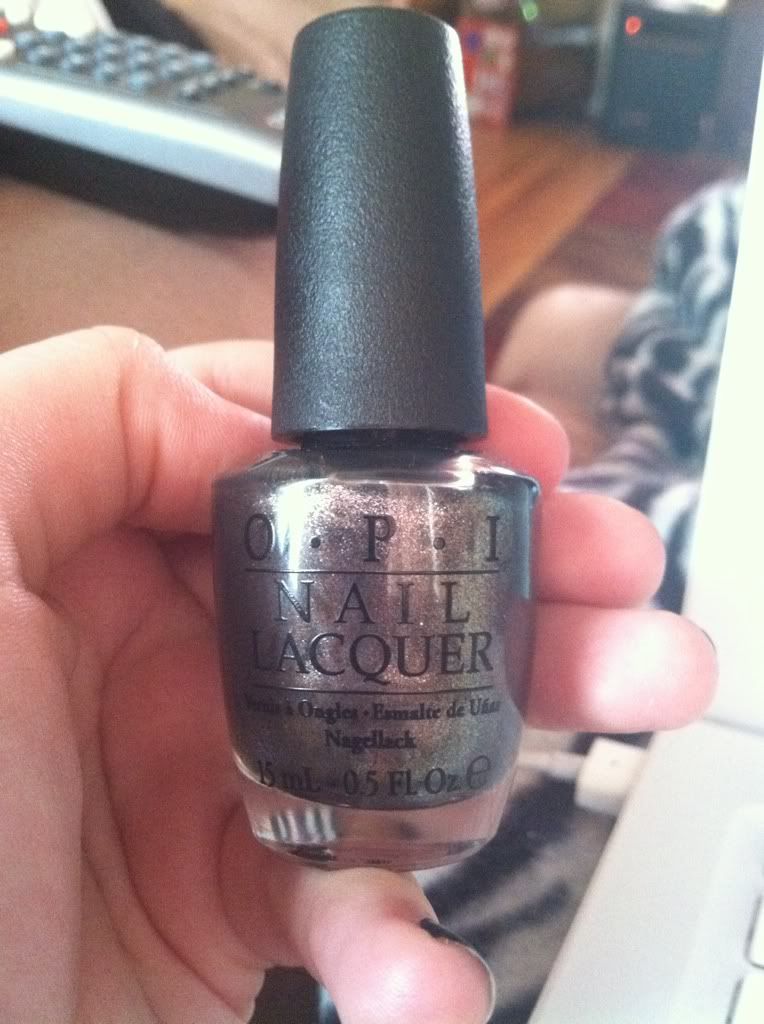 O·P·I
NAIL
LACQUER
Vernis à Ongles · Esmalte de Uñas
Nagellack
15 mL - 0.5 FL Oz ℮